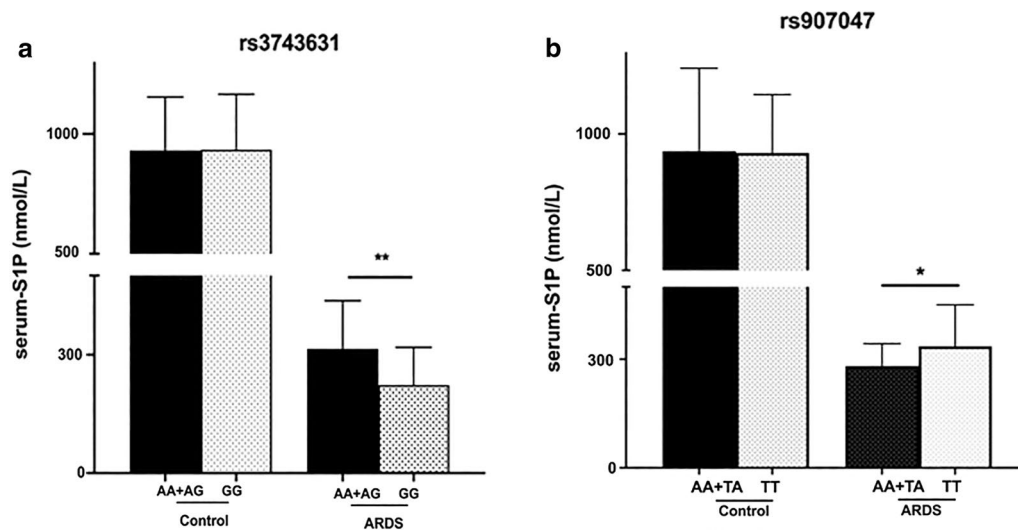 a
rs3743631
serum-S1P (nmol/L)
1000
500
300
0
**
AA+AG GG AA+AG GG
Control ARDS
b
rs907047
serum-S1P (nmol/L)
1000
500
300
0
*
AA+TA TT AA+TA TT
Control ARDS